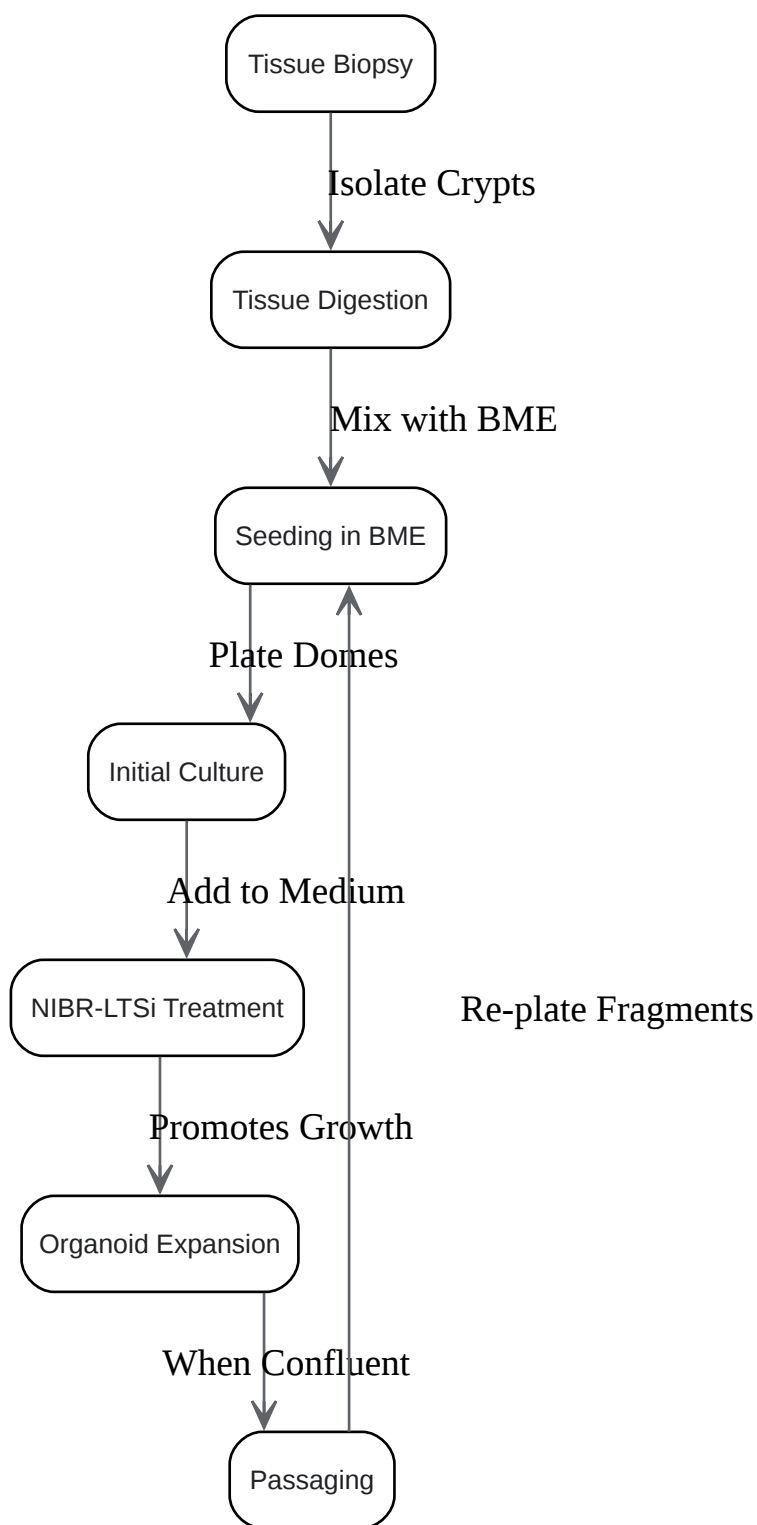 Tissue Biopsy
Isolate Crypts
Tissue Digestion
Mix with BME
Seeding in BME
Plate Domes
Initial Culture
Add to Medium
NIBR-LTSi Treatment
Re-plate Fragments
Promotes Growth
Organoid Expansion
When Confluent
Passaging